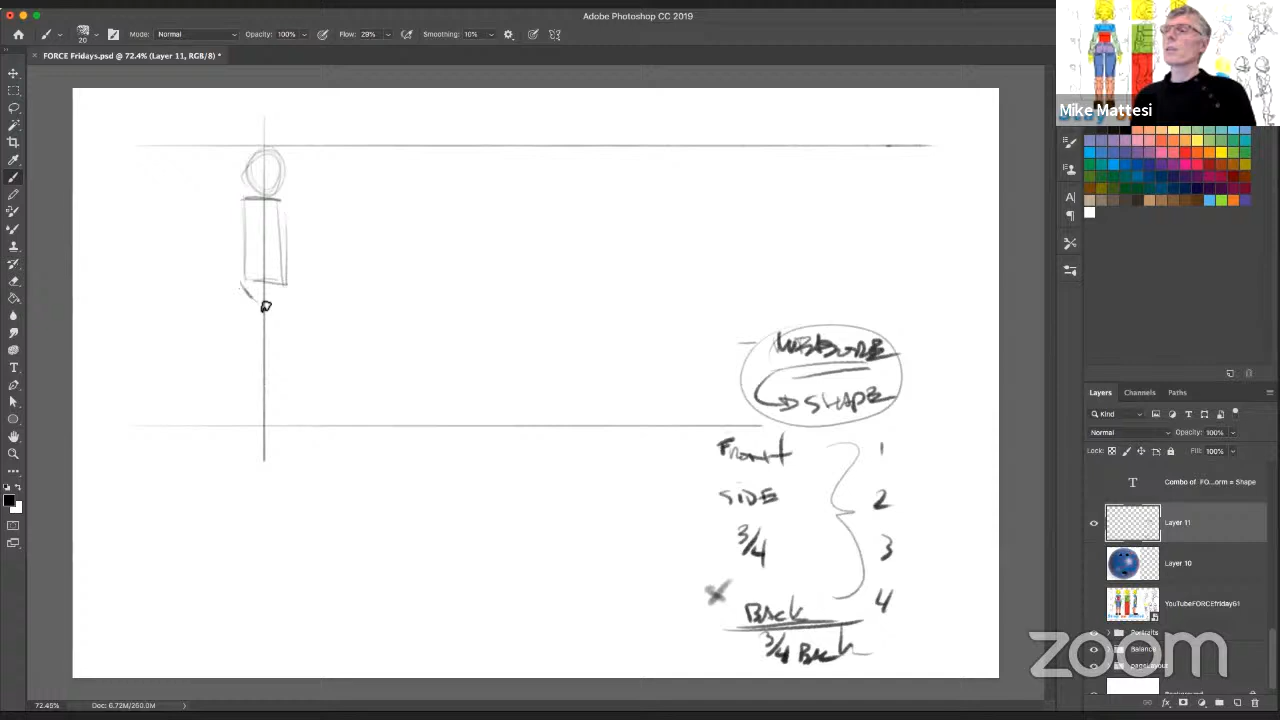 Adobe Photoshop CC 2019
Mode: Normal Opacity: 100% Flow: 29% Smoothing: 10%
FORCE Fridays.psd @ 72.4% (Layer 11, RGB/8) *
Mike Mattesi
SHAPE
Front 1
SIDE 2
3/4 3
Back 4
3/4 Back
Layers Channels Paths
Kind
Normal Opacity: 100%
Lock: Fill: 100%
Combo of FO...orm = Shape
Layer 11
Layer 10
YouTubeFORCEfriday61
Portraits
Balance
zoom
72.45% Doc: 6.72M/260.0M